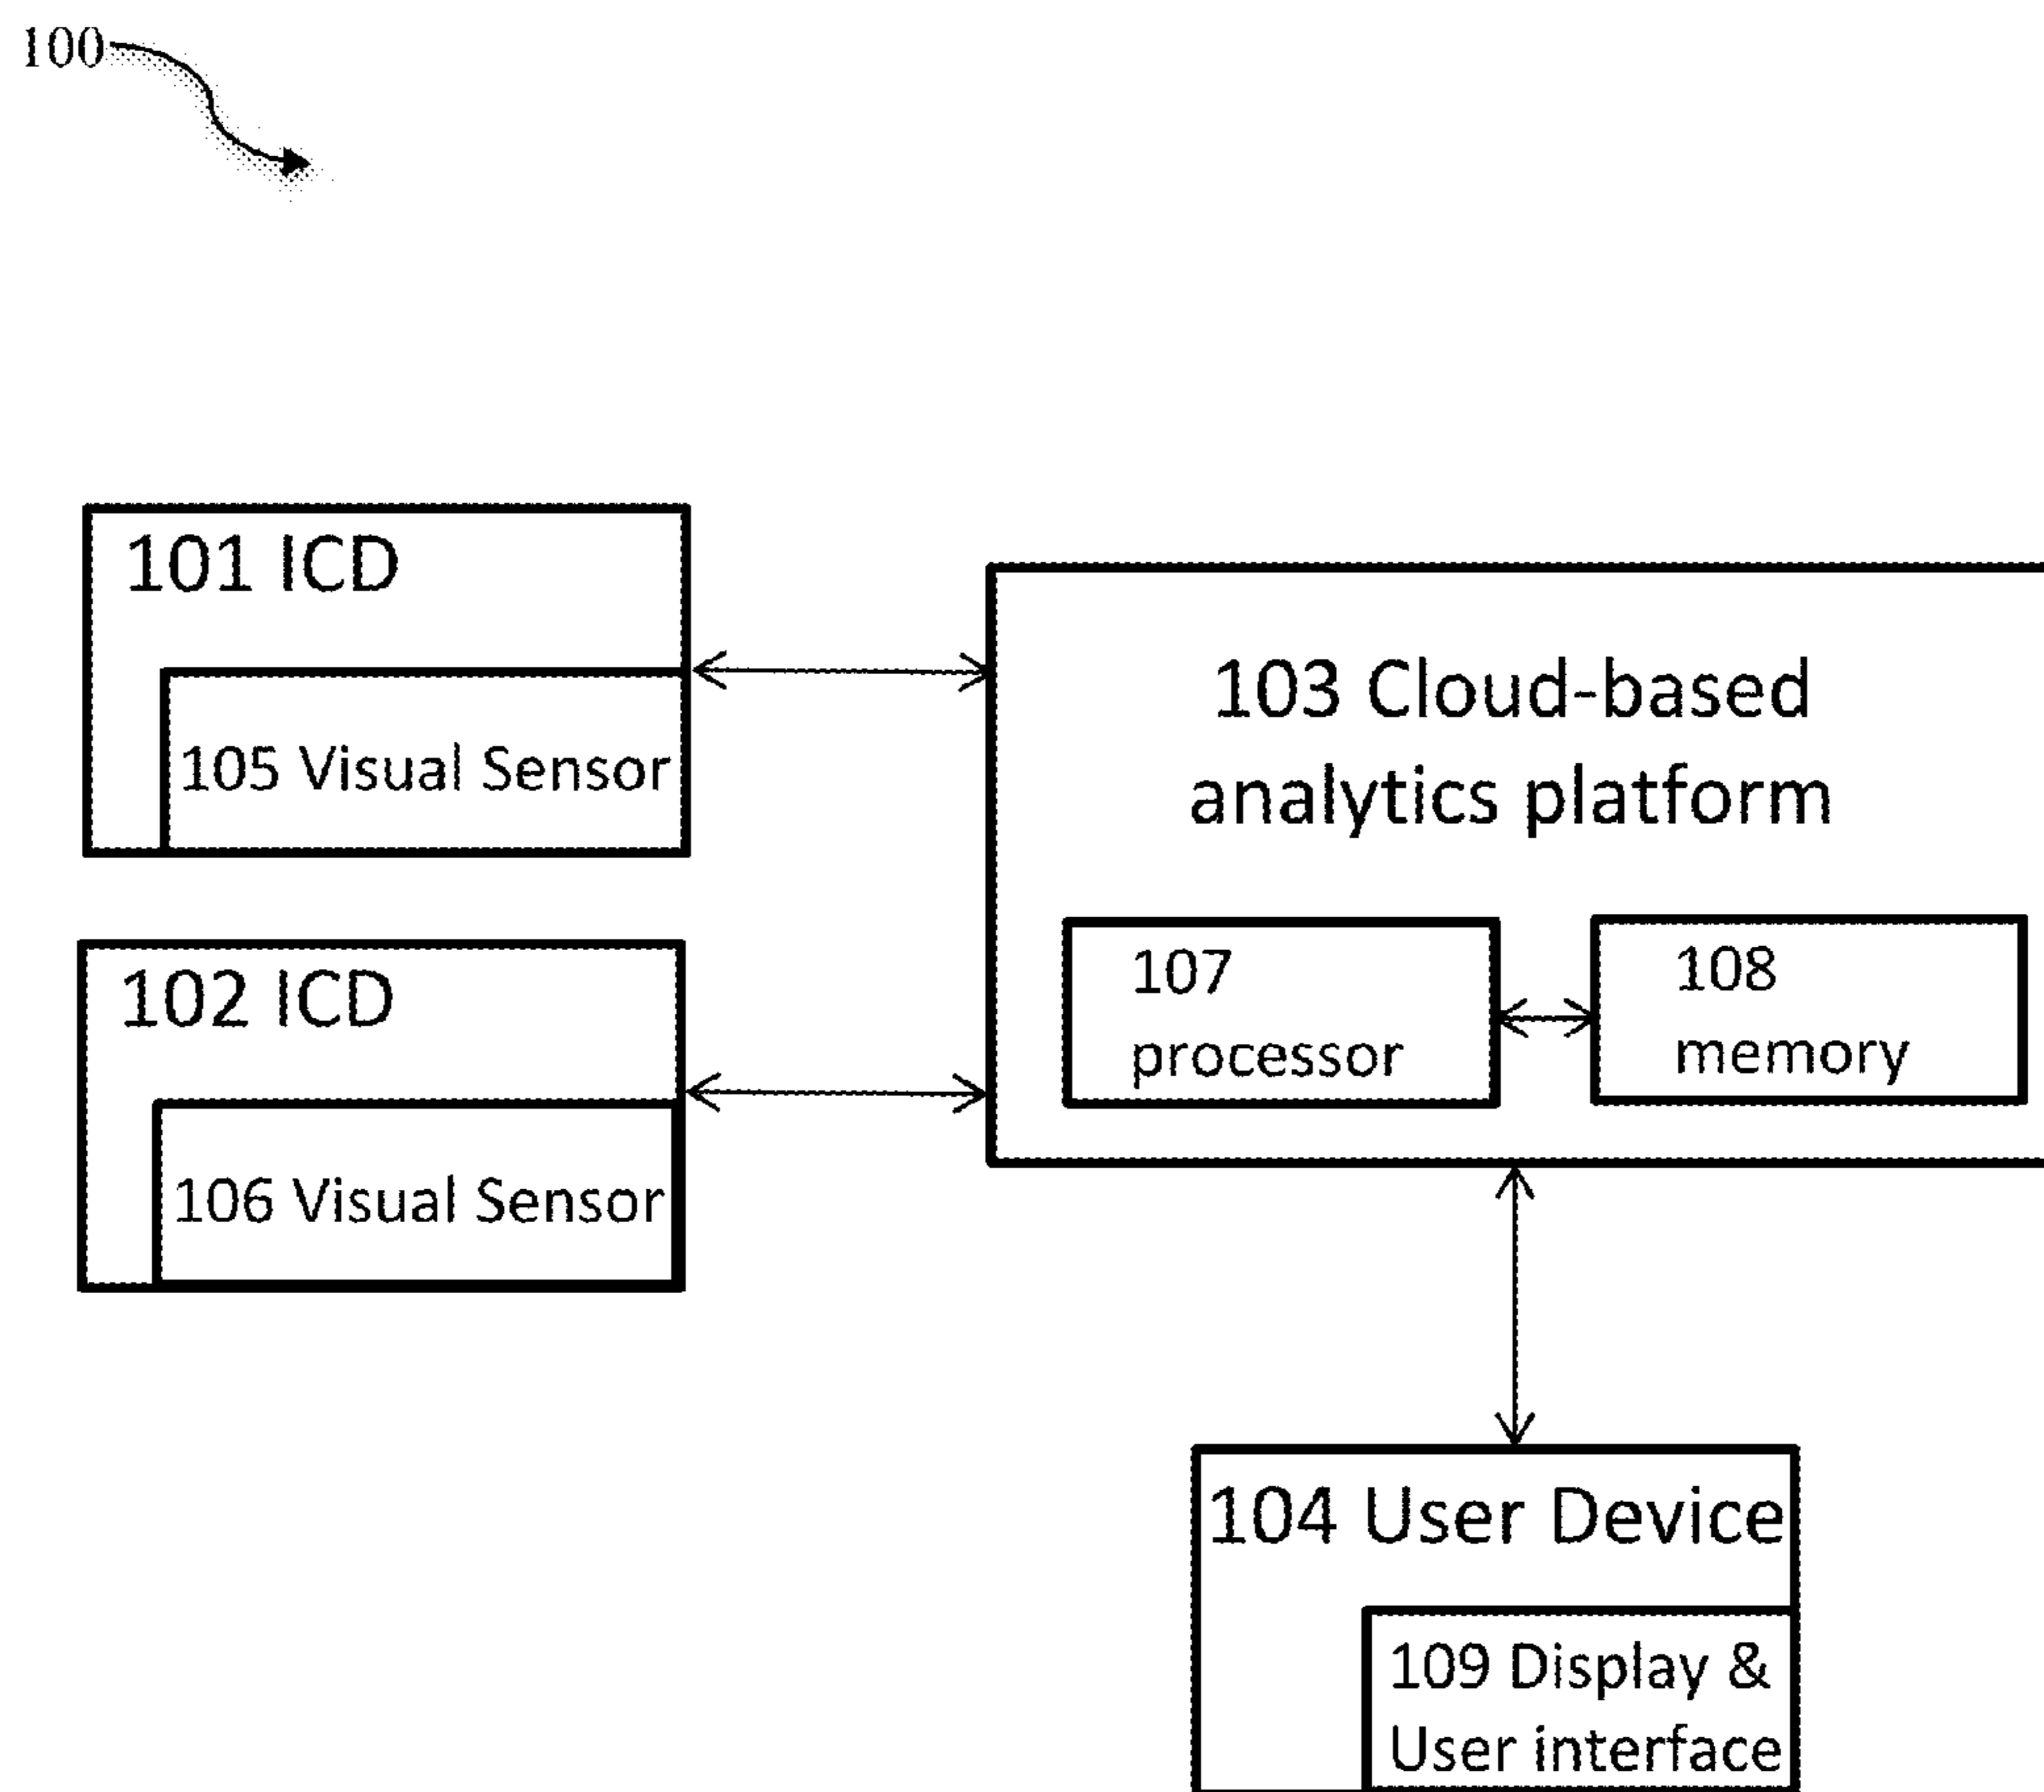 100
101 ICD
105 Visual Sensor
102 ICD
106 Visual Sensor
103 Cloud-based
analytics platform
107
processor
108
memory
104 User Device
109 Display &
User interface